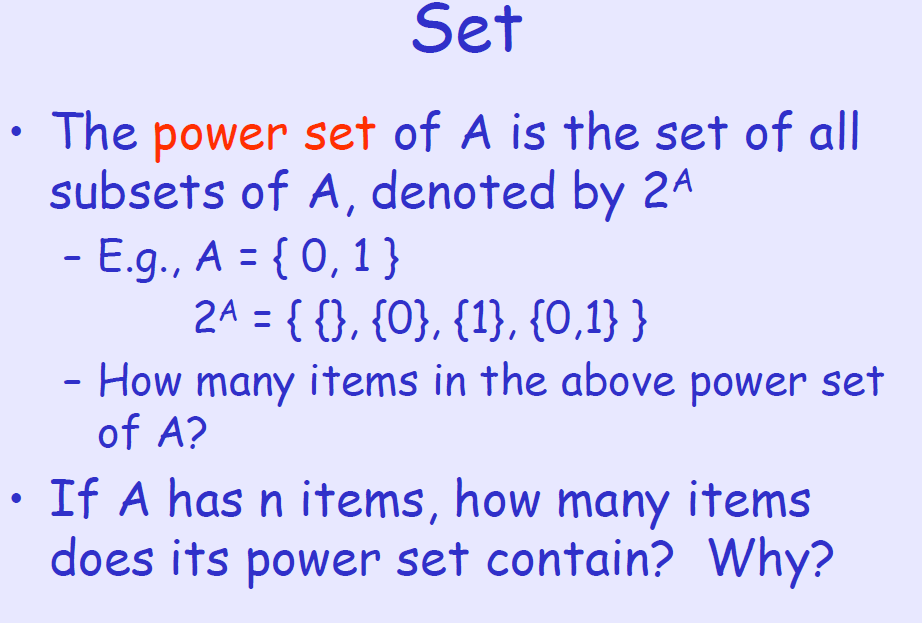 Set
• The power set of A is the set of all
subsets of A, denoted by 2ᴬ
– E.g., A = { 0, 1 }
2ᴬ = { {}, {0}, {1}, {0,1} }
– How many items in the above power set
of A?
• If A has n items, how many items
does its power set contain? Why?